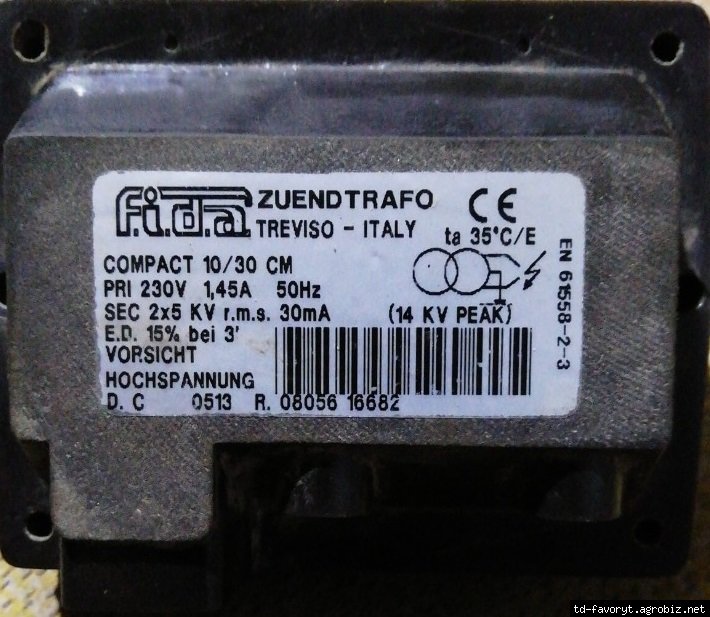 f.i.d.a ZUENDTRAFO
TREVISO - ITALY
CE
ta 35°C/E
COMPACT 10/30 CM
PRI 230V 1,45A 50Hz
SEC 2x5 KV r.m.s. 30mA (14 KV PEAK)
E.D. 15% bei 3'
VORSICHT
HOCHSPANNUNG
D. C 0513 R. 08056 16682
EN 61558-2-3
td-favoryt.agrobiz.net